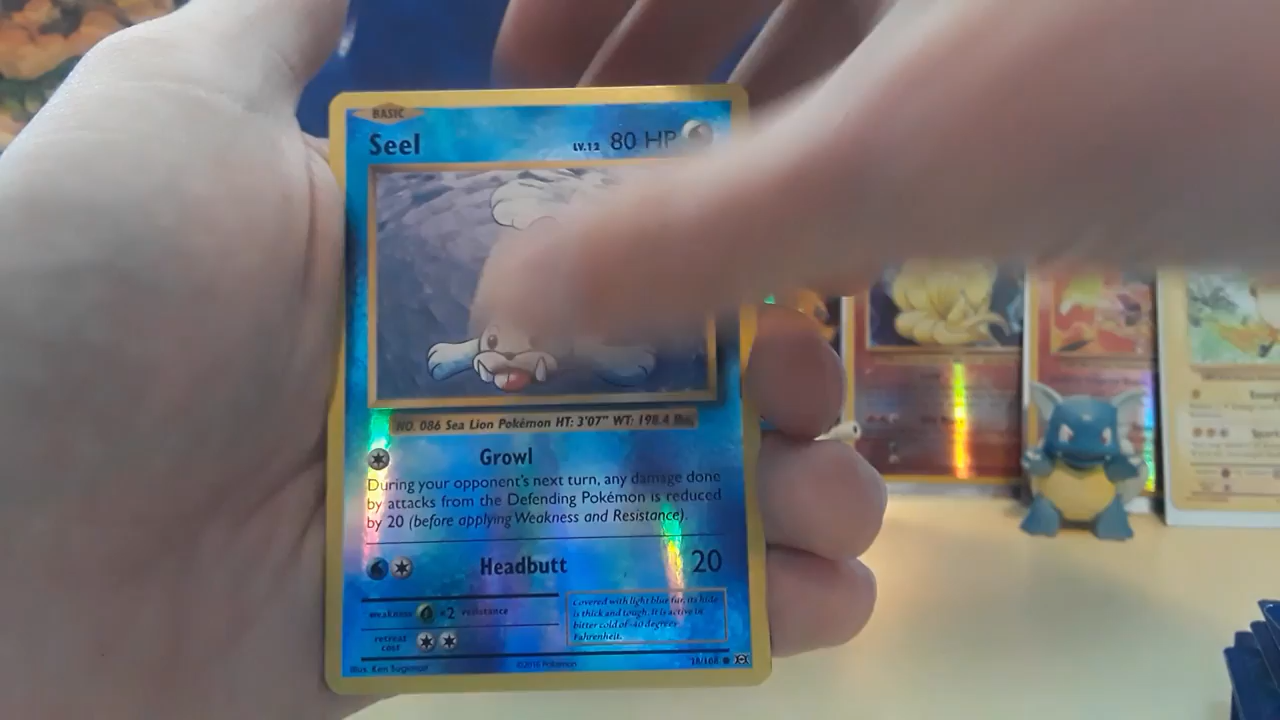 BASIC
Seel LV.12 80 HP
NO. 086 Sea Lion Pokémon HT: 3'07" WT: 198.4 lbs.
Growl
During your opponent's next turn, any damage done
by attacks from the Defending Pokémon is reduced
by 20 (before applying Weakness and Resistance).
Headbutt 20
weakness ×2 resistance
retreat
cost
Covered with light blue fur, its hide
is thick and tough. It is active in
bitter cold of -40 degrees
Fahrenheit.
Illus. Ken Sugimori
©2016 Pokémon